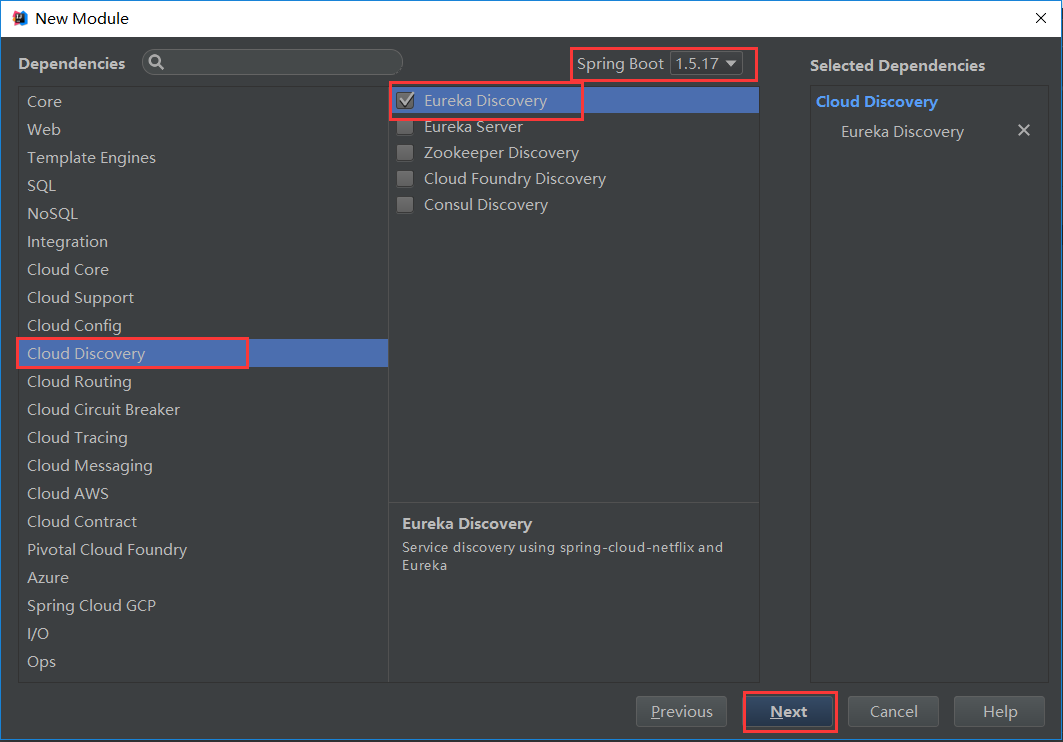 New Module
Dependencies
Spring Boot 1.5.17
Selected Dependencies
Core
Web
Template Engines
SQL
NoSQL
Integration
Cloud Core
Cloud Support
Cloud Config
Cloud Discovery
Cloud Routing
Cloud Circuit Breaker
Cloud Tracing
Cloud Messaging
Cloud AWS
Cloud Contract
Pivotal Cloud Foundry
Azure
Spring Cloud GCP
I/O
Ops
Eureka Discovery
Eureka Server
Zookeeper Discovery
Cloud Foundry Discovery
Consul Discovery
Eureka Discovery
Service discovery using spring-cloud-netflix and
Eureka
Cloud Discovery
Eureka Discovery
Previous
Next
Cancel
Help